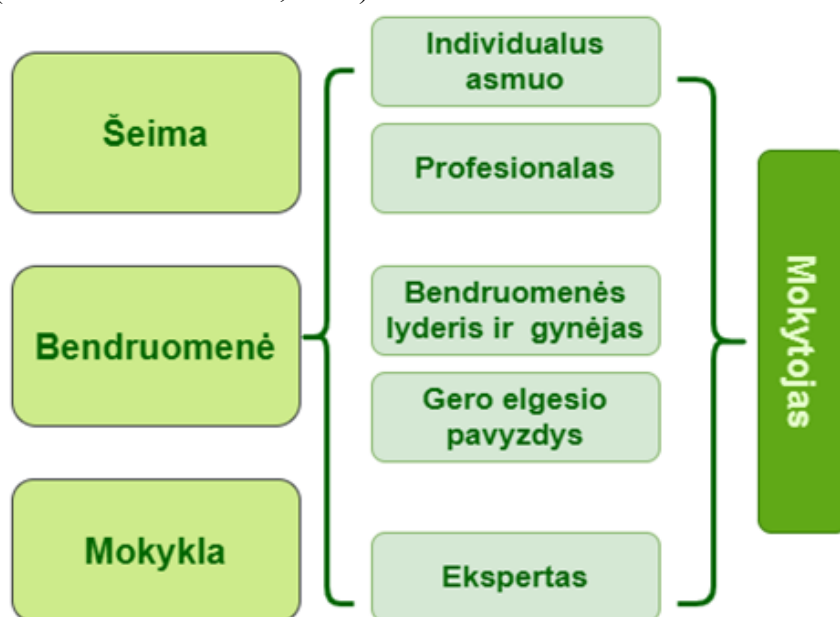 Šeima
Bendruomenė
Mokykla
Individualus
asmuo
Profesionalas
Bendruomenės
lyderis ir  gynėjas
Gero elgesio
pavyzdys
Ekspertas
Mokytojas